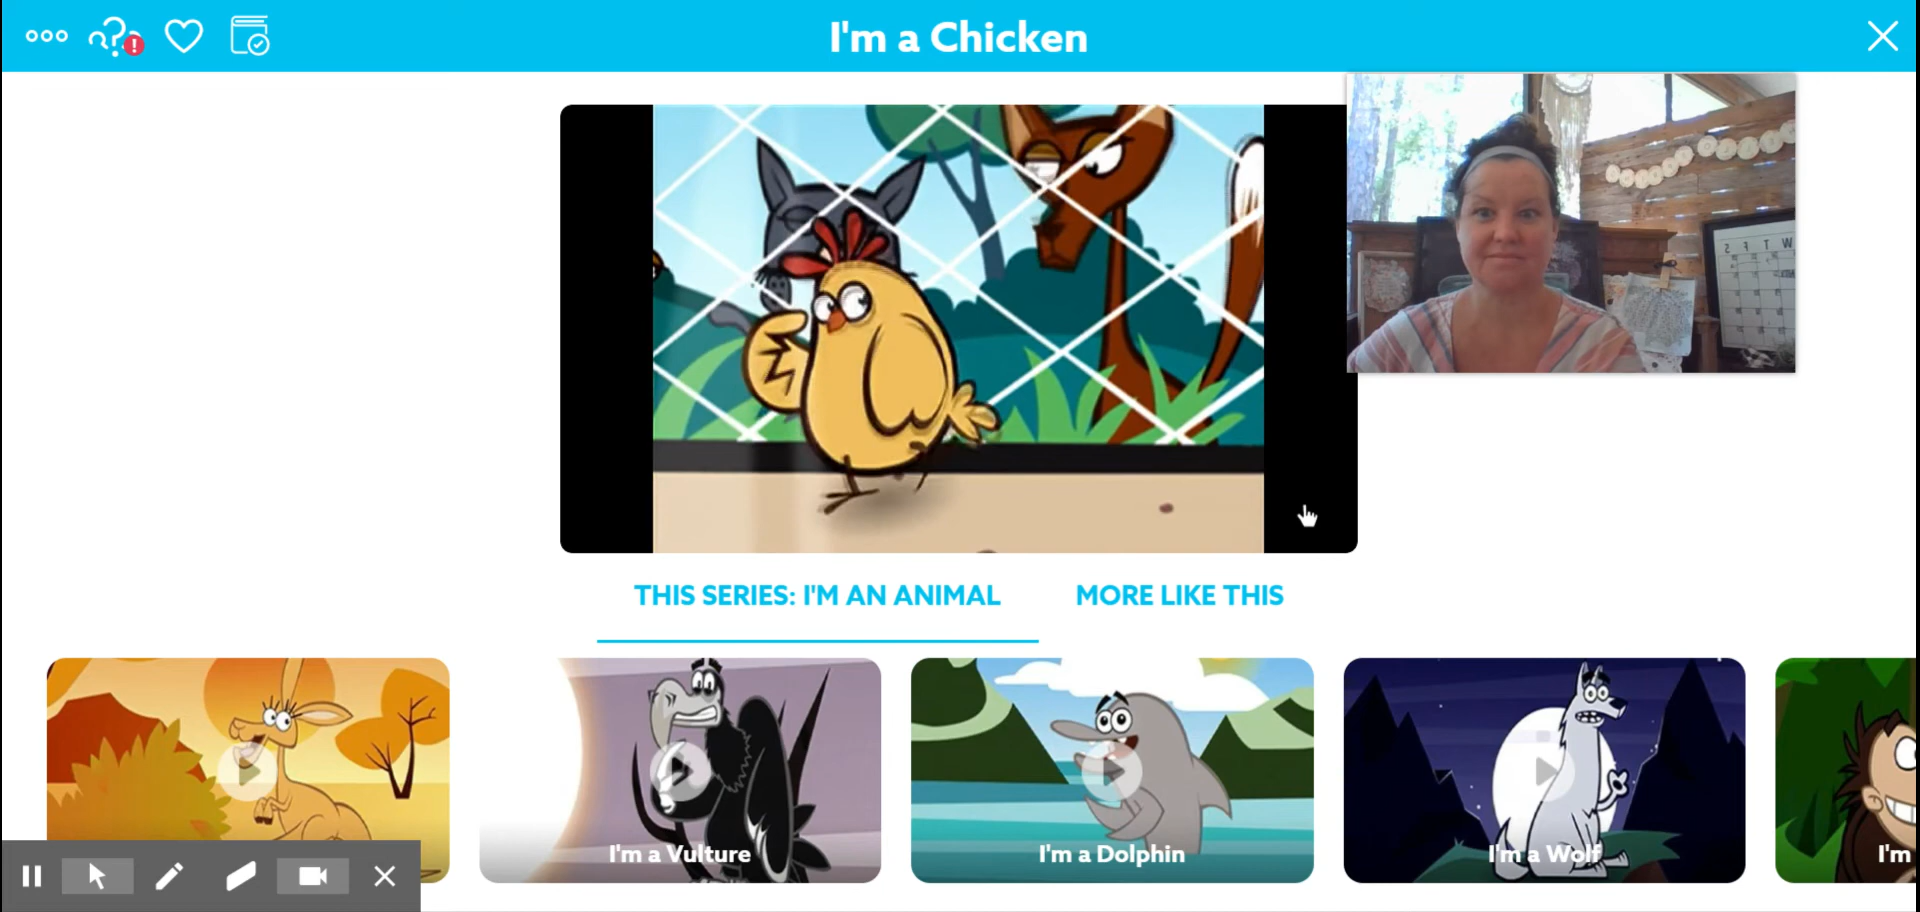 I'm a Chicken
S F T W
THIS SERIES: I'M AN ANIMAL
MORE LIKE THIS
I'm a Vulture
I'm a Dolphin
I'm a Wolf
I'm